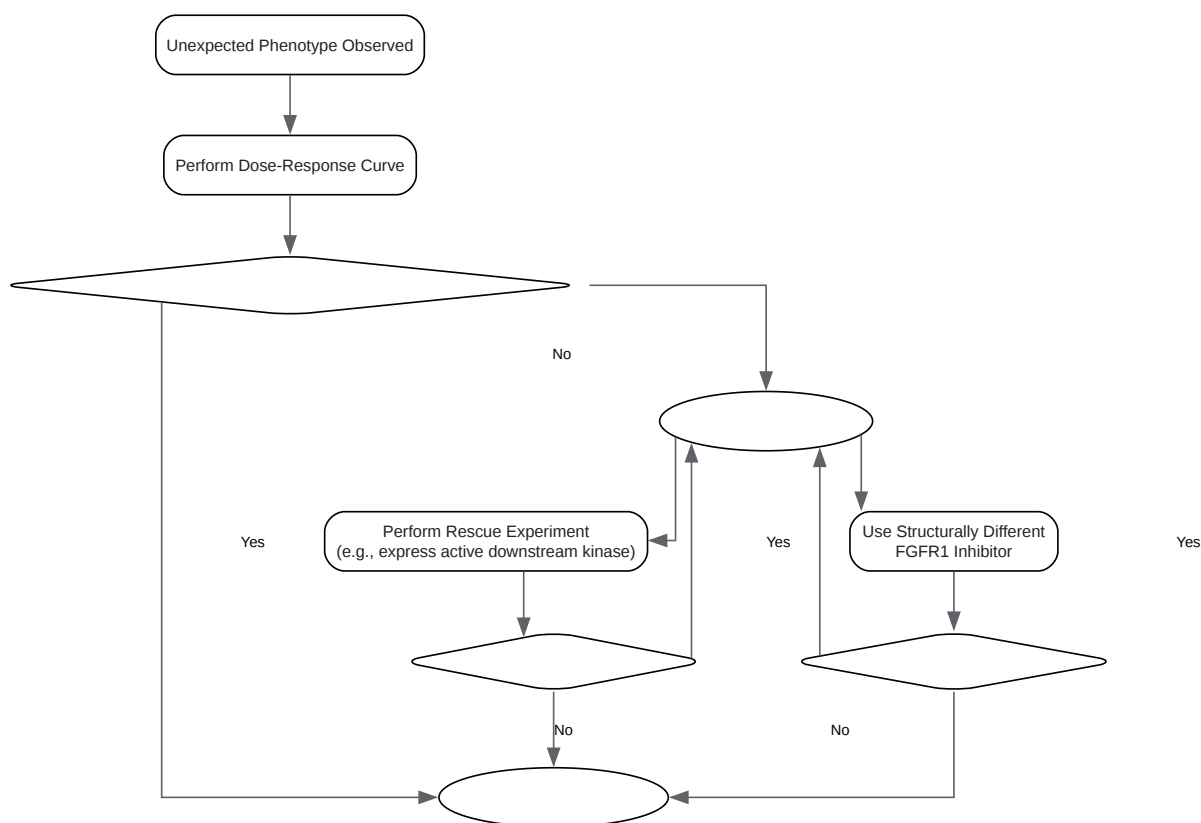 Unexpected Phenotype Observed
Perform Dose-Response Curve
No
Perform Rescue Experiment
(e.g., express active downstream kinase)
Use Structurally Different
FGFR1 Inhibitor
Yes
Yes
Yes
No
No